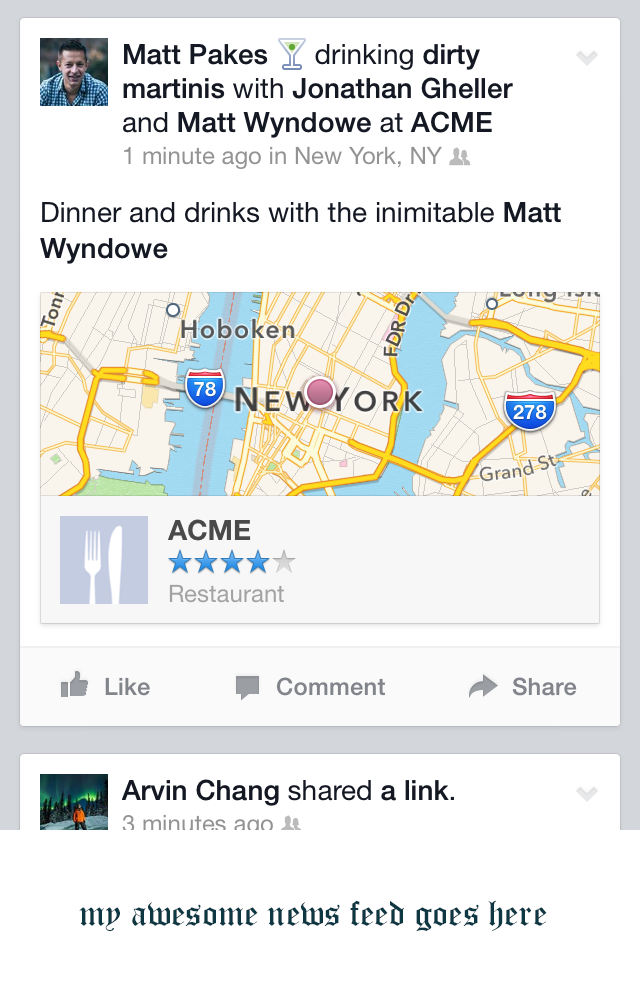 Matt Pakes drinking dirty
martinis with Jonathan Gheller
and Matt Wyndowe at ACME
1 minute ago in New York, NY
Dinner and drinks with the inimitable Matt
Wyndowe
Hoboken
FDR Dr
78
NEW YORK
278
Grand St
ACME
Restaurant
Like Comment Share
Arvin Chang shared a link.
3 minutes ago
my awesome news feed goes here